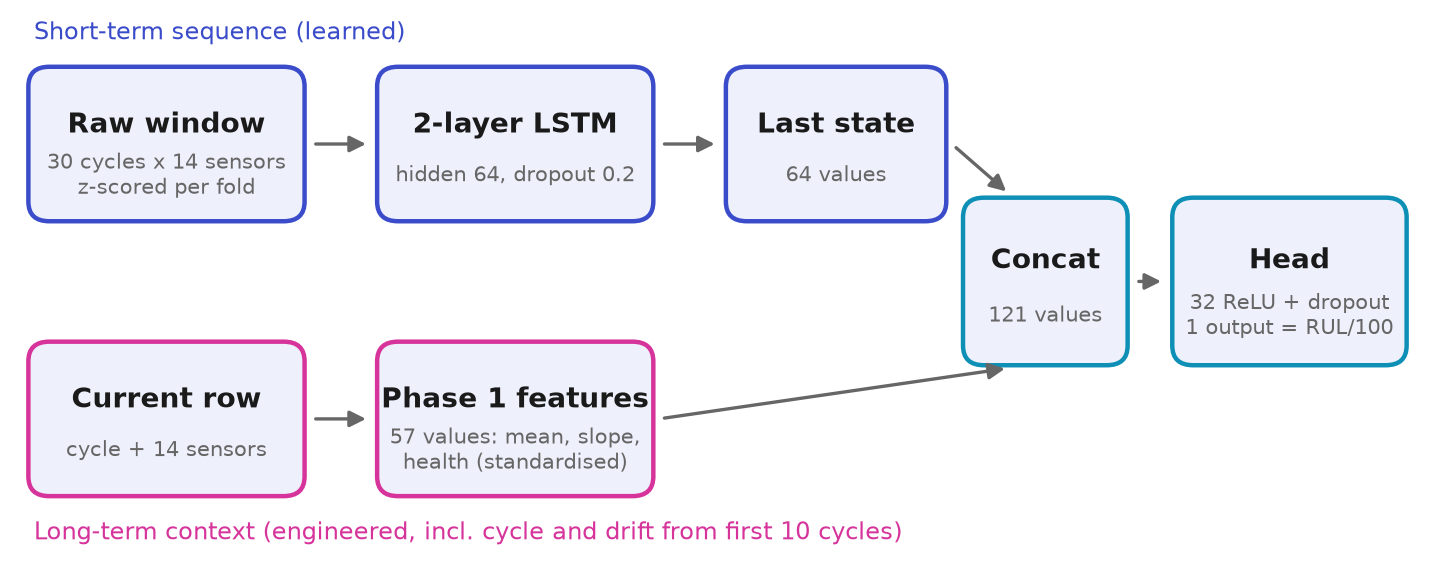 Short-term sequence (learned)
Raw window
30 cycles x 14 sensors
z-scored per fold
2-layer LSTM
hidden 64, dropout 0.2
Last state
64 values
Concat
121 values
Head
32 ReLU + dropout
1 output = RUL/100
Current row
cycle + 14 sensors
Phase 1 features
57 values: mean, slope,
health (standardised)
Long-term context (engineered, incl. cycle and drift from first 10 cycles)